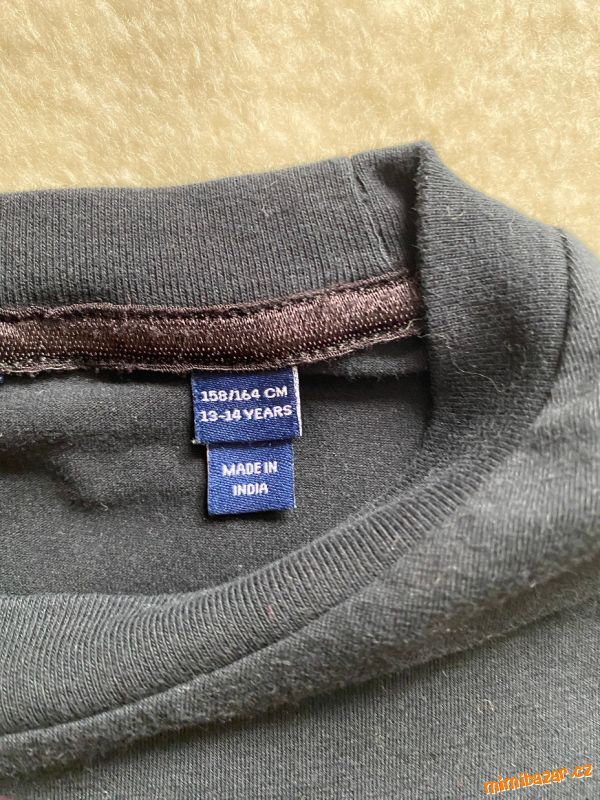 158/164 CM
13-14 YEARS
MADE IN
INDIA
mimibazar.cz